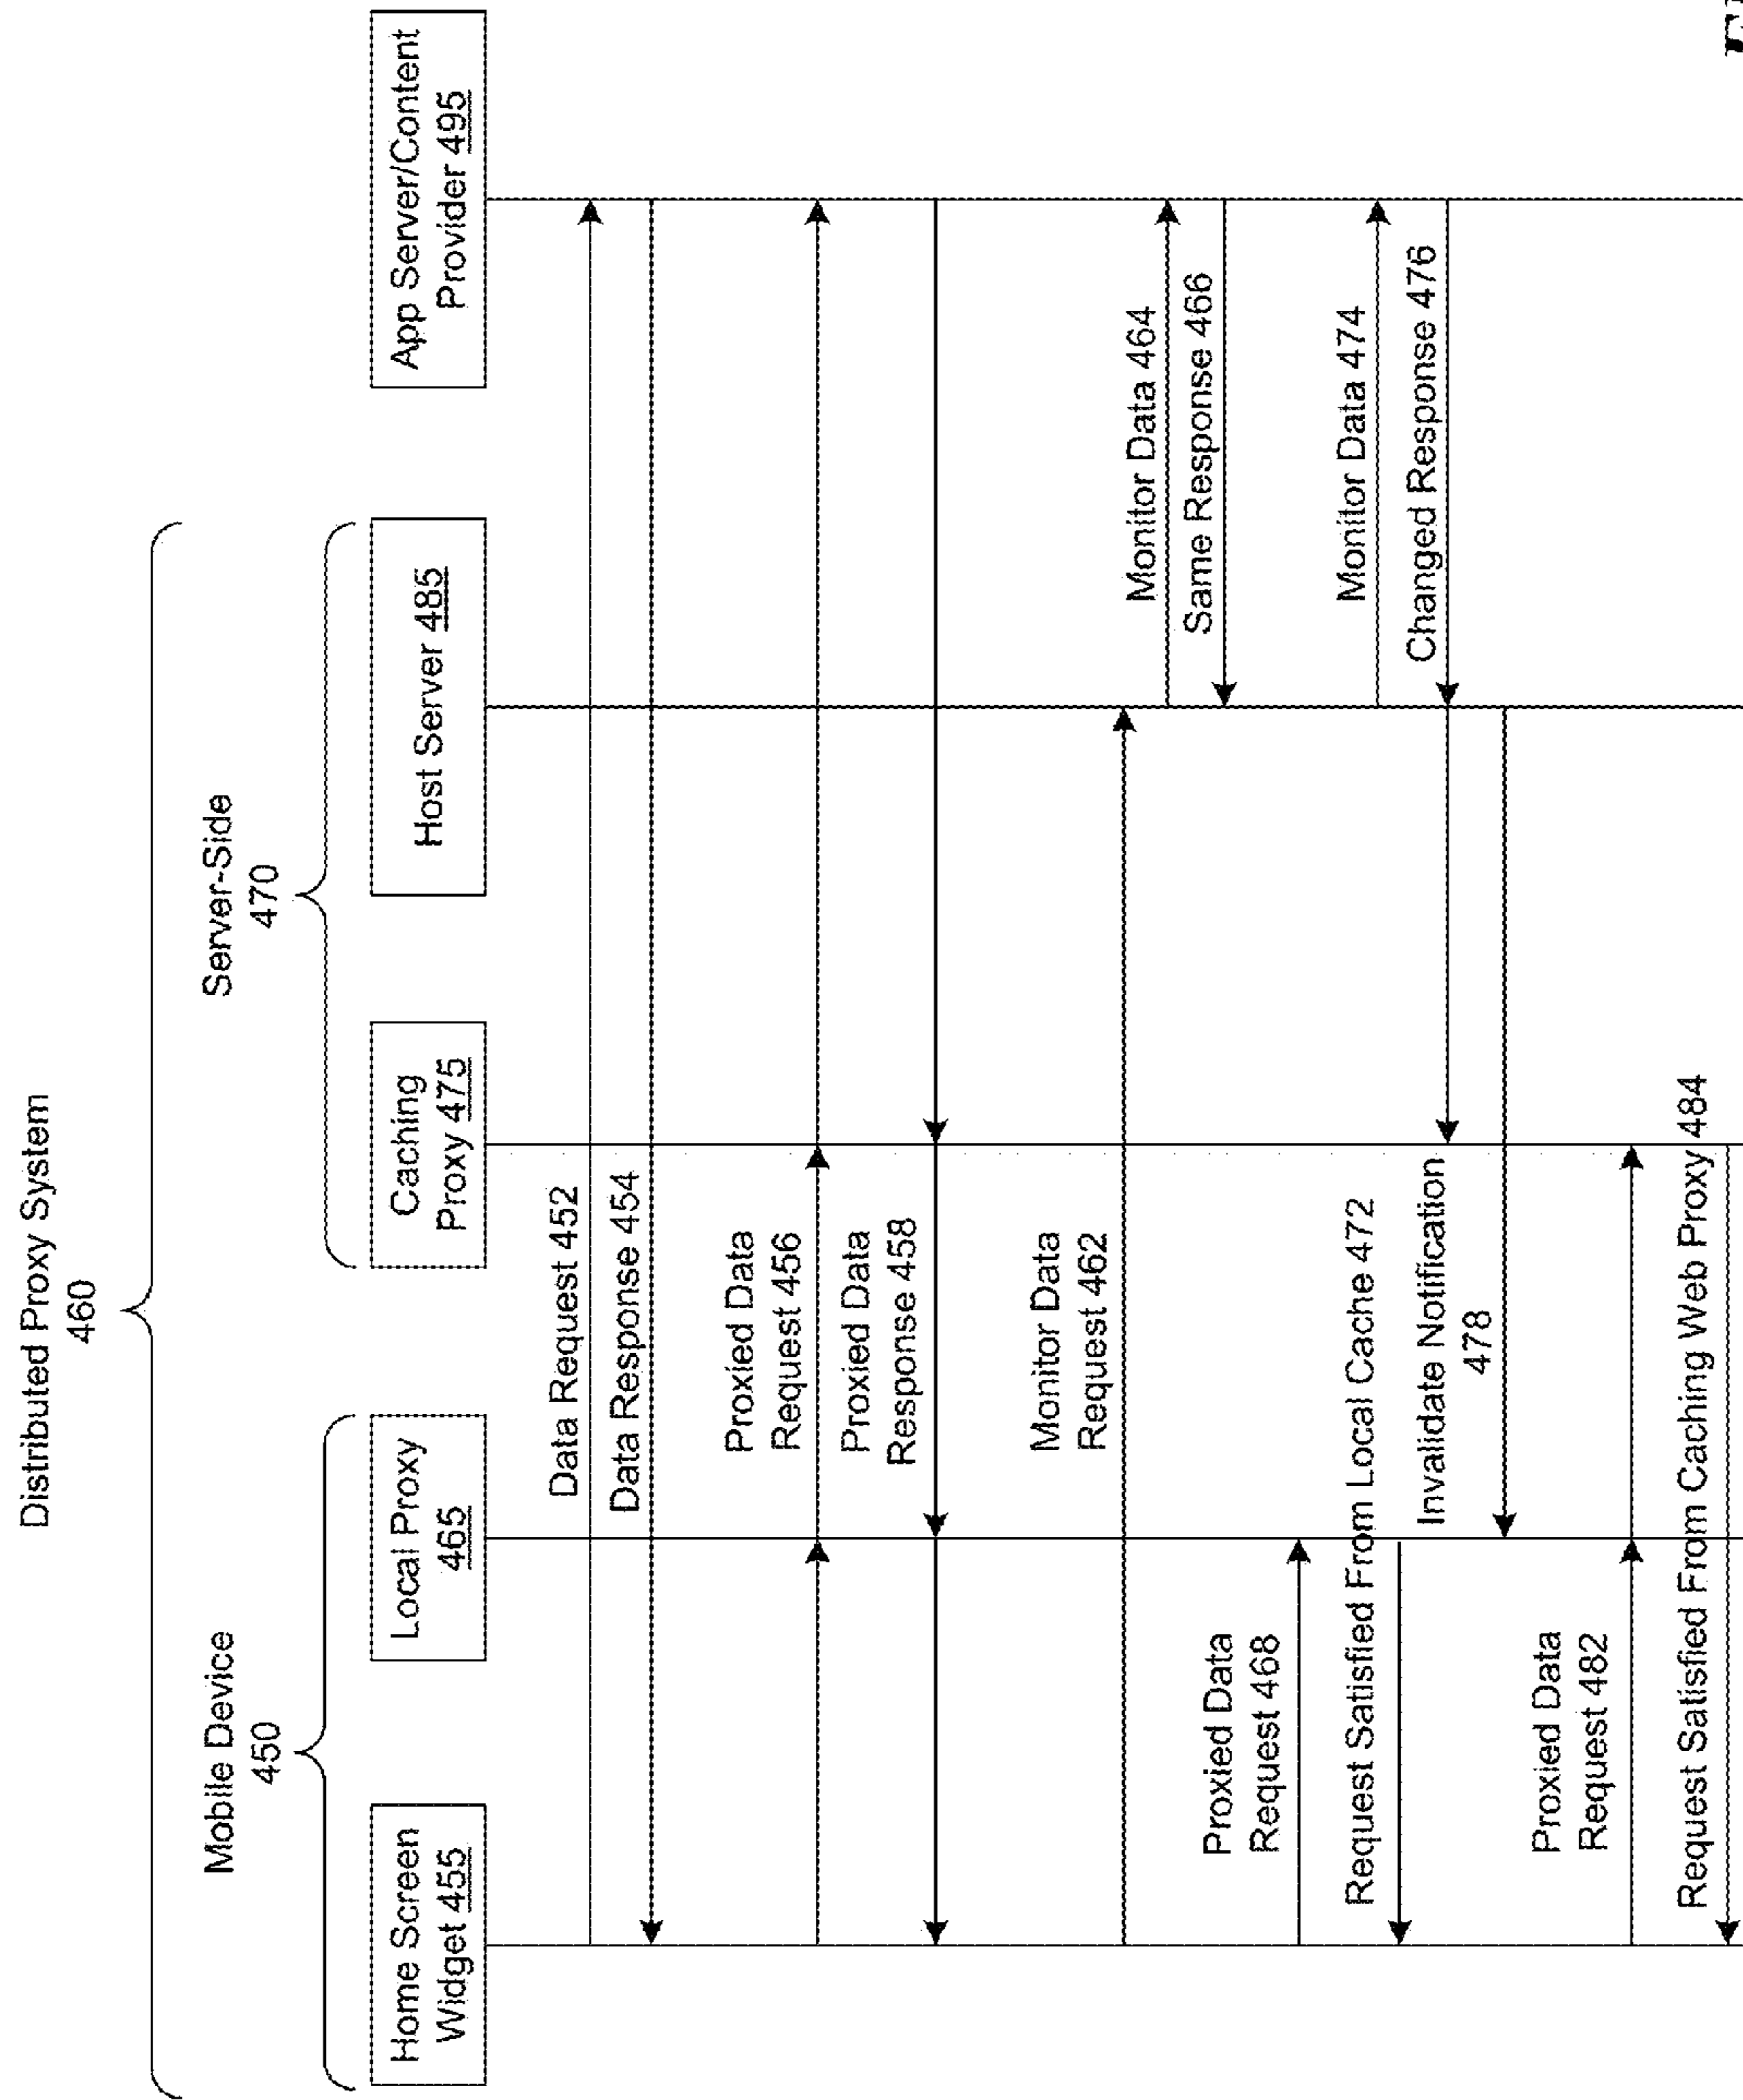 Distributed Proxy System
460
Mobile Device
450
Server-Side
470
Home Screen
Widget 455
Local Proxy
465
Caching
Proxy 475
Host Server 485
App Server/Content
Provider 495
Data Request 452
Data Response 454
Proxied Data
Request 456
Proxied Data
Response 458
Monitor Data
Request 462
Monitor Data 464
Same Response 466
Proxied Data
Request 468
Request Satisfied From Local Cache 472
Monitor Data 474
Changed Response 476
Invalidate Notification
478
Proxied Data
Request 482
Request Satisfied From Caching Web Proxy 484